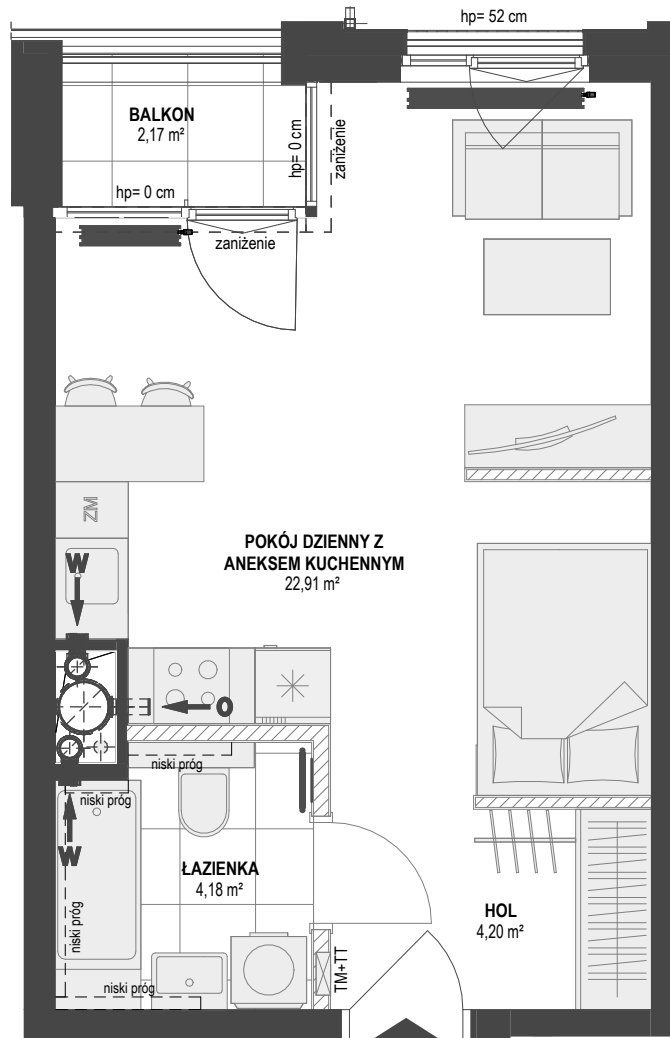 hp= 52 cm
BALKON
2,17 m²
hp= 0 cm
zaniżenie
hp= 0 cm
zaniżenie
ZM
W
POKÓJ DZIENNY Z
ANEKSEM KUCHENNYM
22,91 m²
O
niski próg
niski próg
W
ŁAZIENKA
4,18 m²
HOL
4,20 m²
niski próg
TM+TT
niski próg